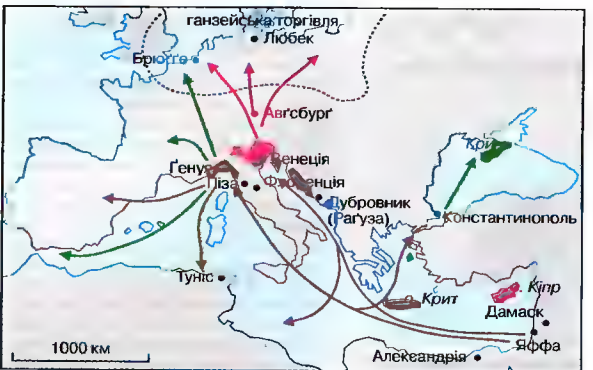 ганзейська торгівля
Любек
Брюгге
Авґсбурґ
Крим
Ґенуя
Венеція
Піза
Флоренція
Дубровник
(Раґуза)
Константинополь
Туніс
Крит
Кіпр
Дамаск
Яффа
Александрія
1000 км